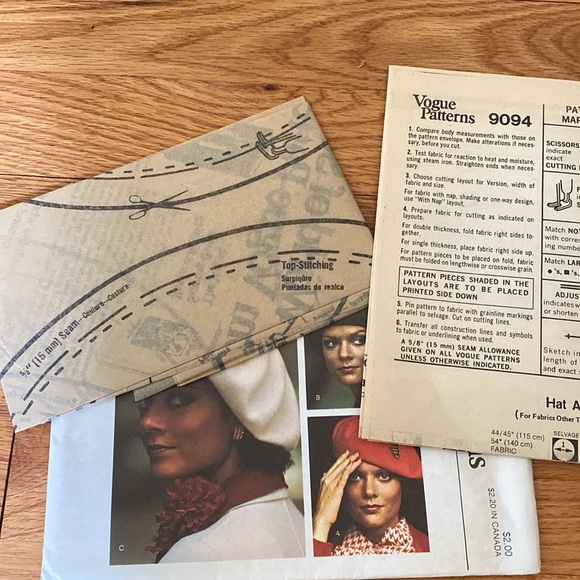 Vogue
Patterns 9094
1. Compare body measurements with those on
the pattern envelope. Make alterations if neces-
sary, before you cut.
2. Test fabric for reaction to heat and moisture,
using steam iron. Straighten ends when neces-
sary.
3. Choose cutting layout for Version, width of
fabric and size.
For fabric with nap, shading or one-way design,
use "With Nap" layout.
4. Prepare fabric for cutting as indicated on
layouts:
For double thickness, fold fabric right sides to-
gether.
For single thickness, place fabric right side up.
For pattern pieces to be placed on fold, fabric
must be folded on lengthwise or crosswise grain.
PATTERN PIECES SHADED IN THE
LAYOUTS ARE TO BE PLACED
PRINTED SIDE DOWN
5. Pin pattern to fabric with grainline markings
parallel to selvage. Cut on cutting lines.
6. Transfer all construction lines and symbols
to fabric or underlining when used.
A 5/8" (15 mm) SEAM ALLOWANCE
GIVEN ON ALL VOGUE PATTERNS
UNLESS OTHERWISE INDICATED.
PAT
MAR
SCISSORS
indicate
exact
CUTTING
Match NOT
with corre
ing number
Match LAR
ADJUS
indicates
or shorten
Sketch in
length of
and exact
Hat A
(For Fabrics Other T
44/45" (115 cm)
54" (140 cm)
FABRIC
SELVAGE
1
Top-Stitching
Surpiqûre
Puntadas de realce
5/8" (15 mm) Seam—Couture—Costura
B
A
C
$2.00
$2.20 IN CANADA